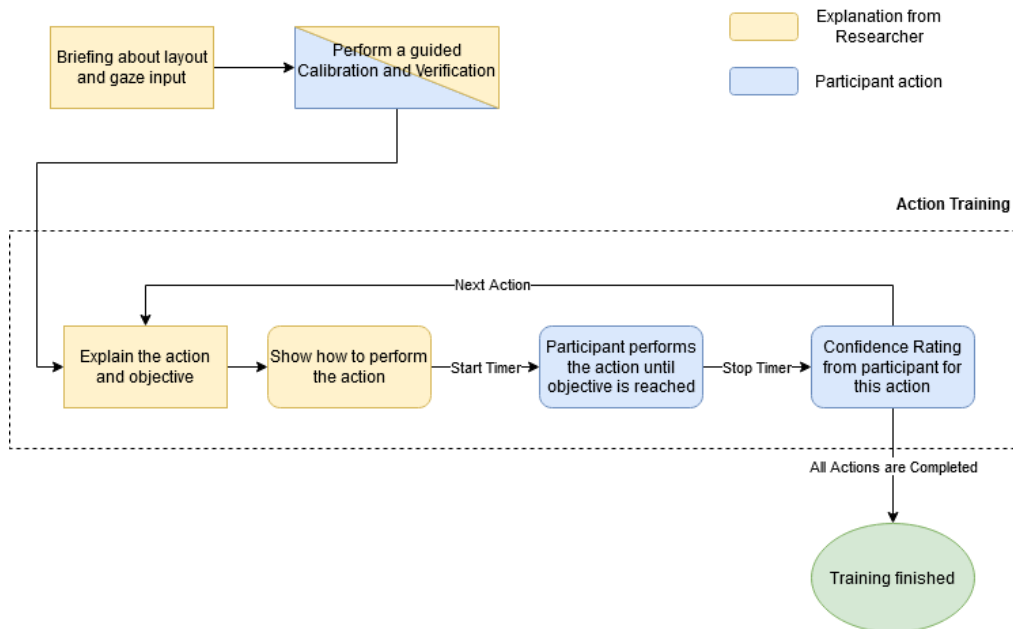 Briefing about layout
and gaze input
Perform a guided
Calibration and Verification
Explanation from
Researcher
Participant action
Action Training
Next Action
Explain the action
and objective
Show how to perform
the action
Start Timer
Participant performs
the action until
objective is reached
Stop Timer
Confidence Rating
from participant for
this action
All Actions are Completed
Training finished